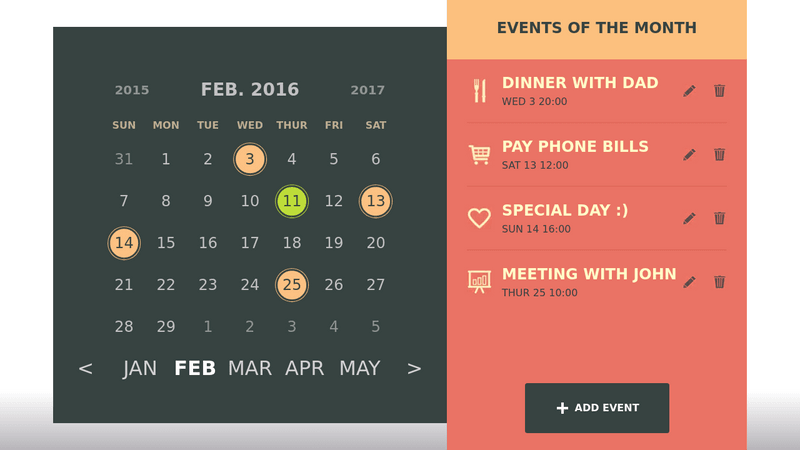 2015 FEB. 2016 2017
SUN MON TUE WED THUR FRI SAT
31 1 2 3 4 5 6
7 8 9 10 11 12 13
14 15 16 17 18 19 20
21 22 23 24 25 26 27
28 29 1 2 3 4 5
< JAN FEB MAR APR MAY >
EVENTS OF THE MONTH
DINNER WITH DAD
WED 3 20:00
PAY PHONE BILLS
SAT 13 12:00
SPECIAL DAY :)
SUN 14 16:00
MEETING WITH JOHN
THUR 25 10:00
+ ADD EVENT